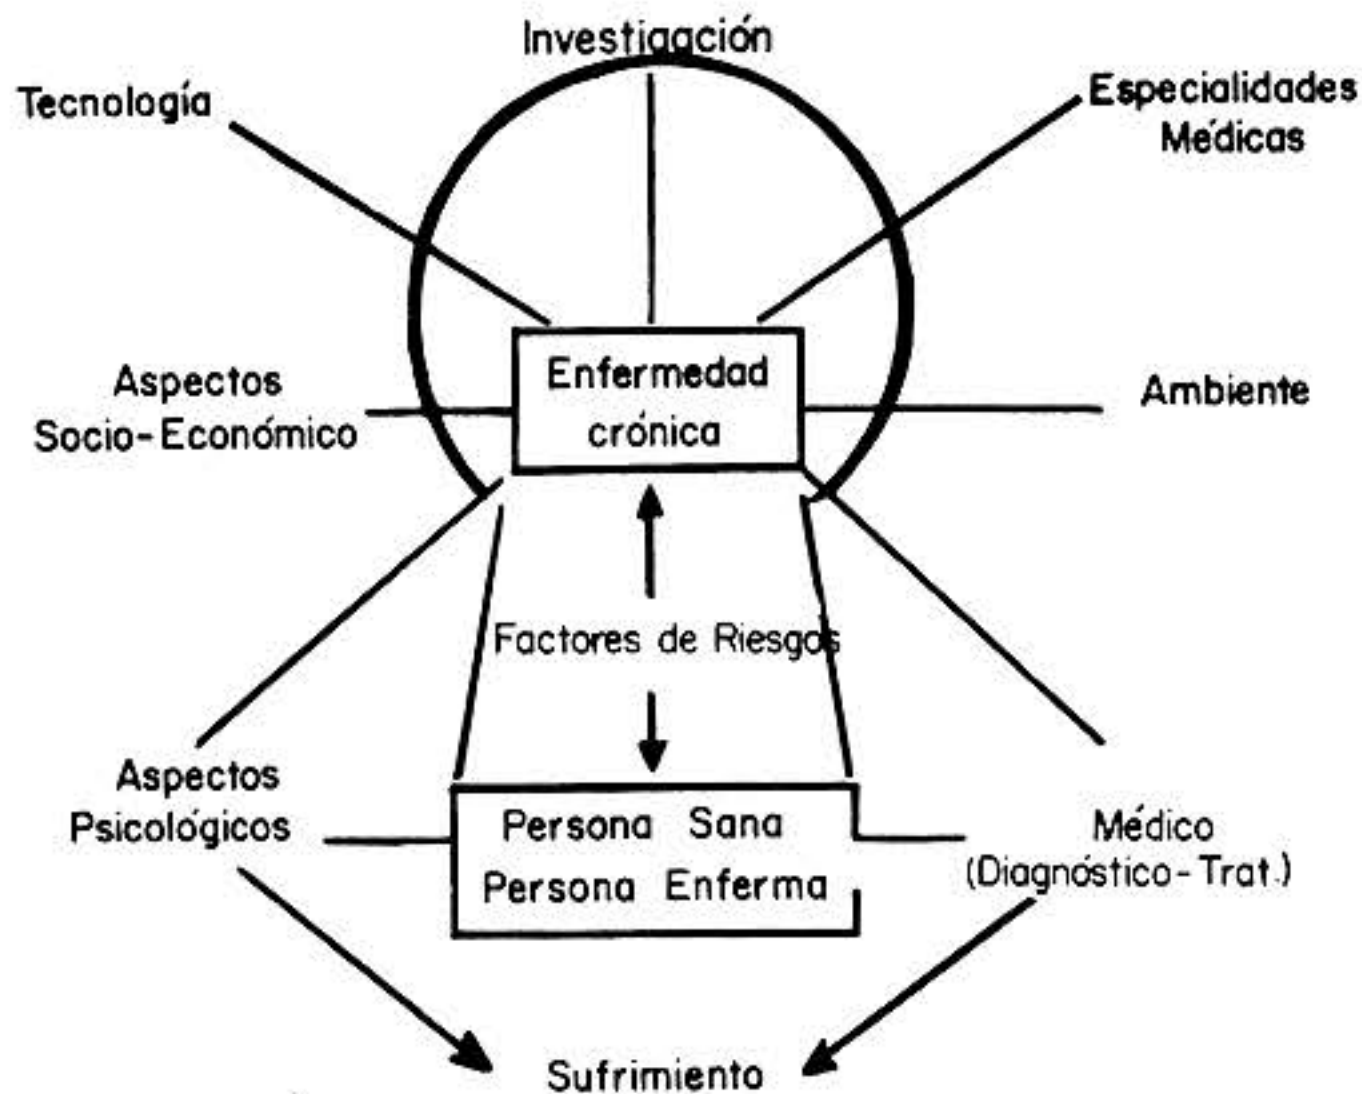 Investigación
Tecnología
Especialidades
Médicas
Enfermedad
crónica
Aspectos
Socio-Económico
Ambiente
Factores de Riesgos
Aspectos
Psicológicos
Persona Sana
Persona Enferma
Médico
(Diagnóstico-Trat.)
Sufrimiento